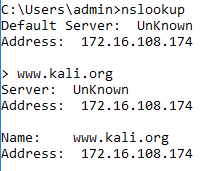 C:\Users\admin>nslookup
Default Server:  UnKnown
Address:  172.16.108.174
> www.kali.org
Server:  UnKnown
Address:  172.16.108.174
Name:    www.kali.org
Address:  172.16.108.174